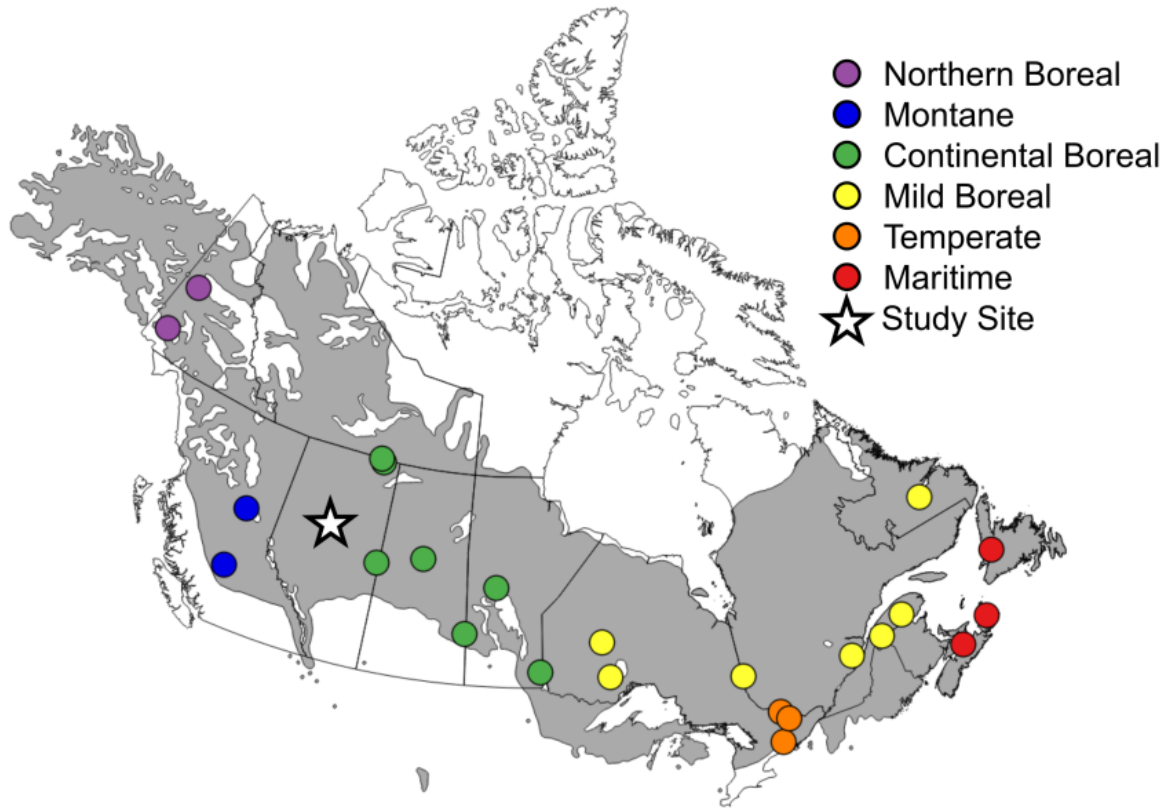 Northern Boreal
Montane
Continental Boreal
Mild Boreal
Temperate
Maritime
Study Site